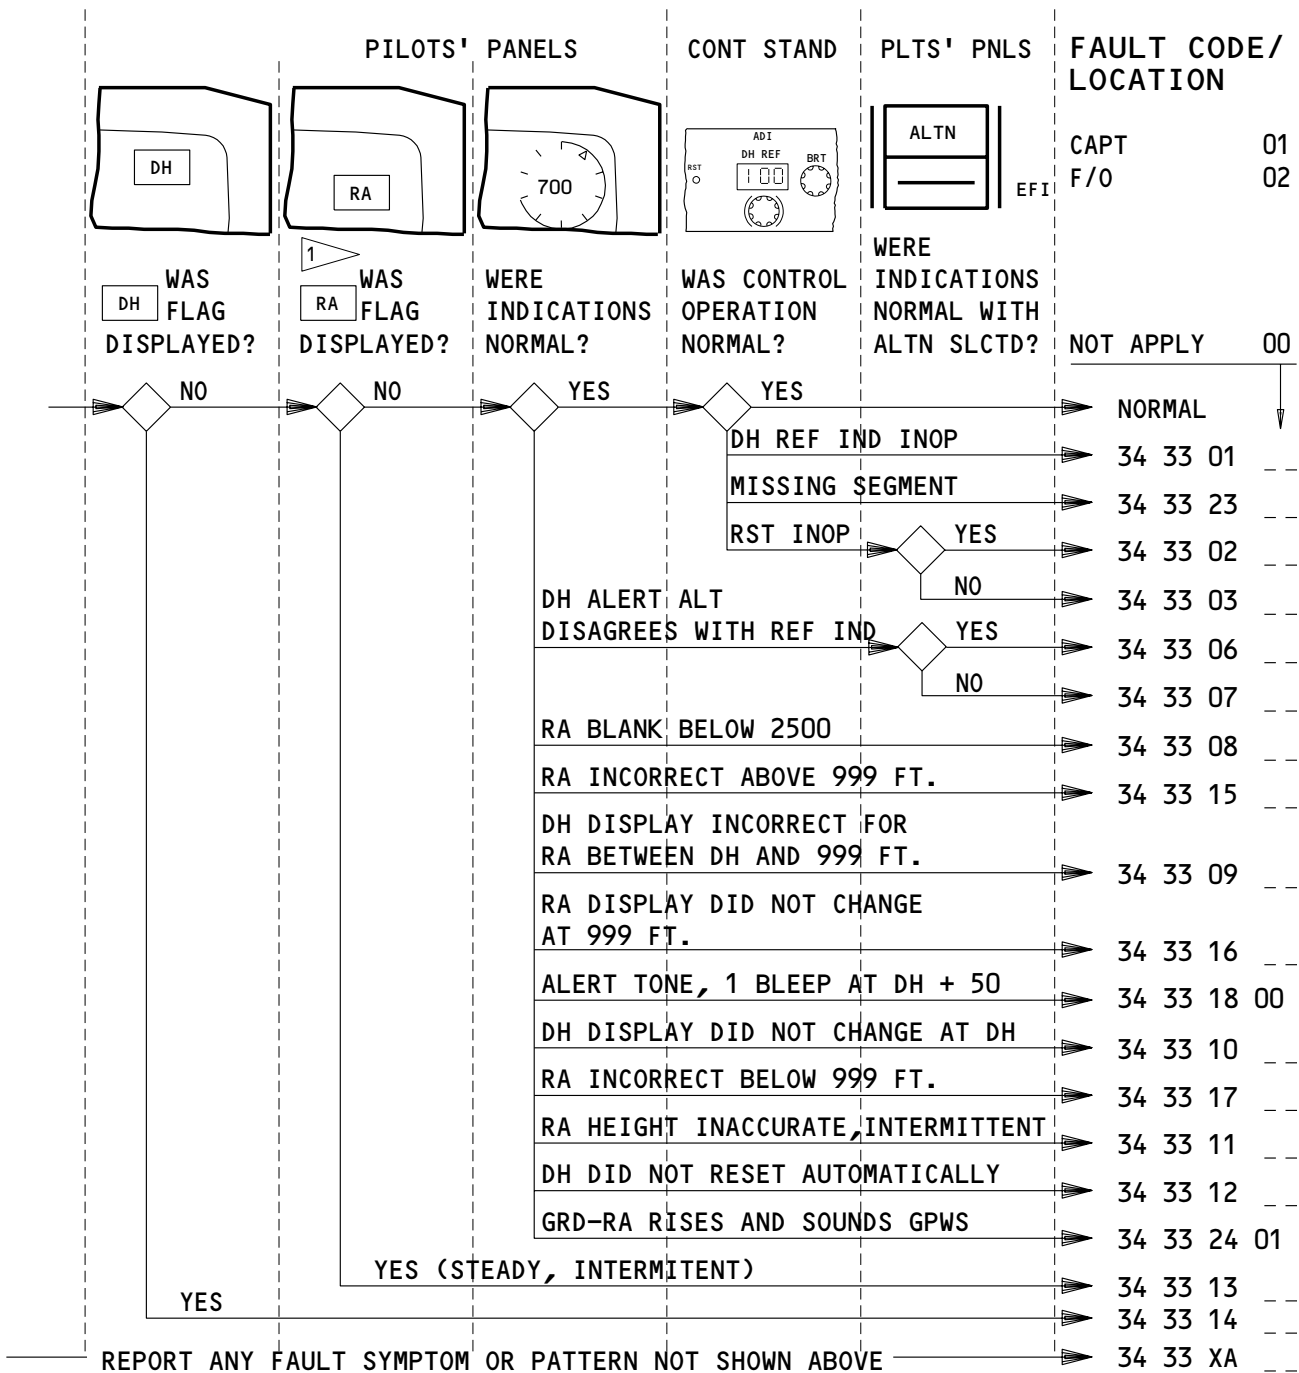 PILOTS' PANELS
CONT STAND
PLTS' PNLS
FAULT CODE/
LOCATION
DH
RA
700
ADI
DH REF
BRT
RST
100
ALTN
EFI
CAPT 01
F/O 02
1
DH WAS
FLAG
DISPLAYED?
RA WAS
FLAG
DISPLAYED?
WERE
INDICATIONS
NORMAL?
WAS CONTROL
OPERATION
NORMAL?
WERE
INDICATIONS
NORMAL WITH
ALTN SLCTD?
NOT APPLY 00
NO
NO
YES
YES
NORMAL
DH REF IND INOP
34 33 01 _ _
MISSING SEGMENT
34 33 23 _ _
RST INOP
YES
34 33 02 _ _
NO
34 33 03 _ _
DH ALERT ALT
DISAGREES WITH REF IND
YES
34 33 06 _ _
NO
34 33 07 _ _
RA BLANK BELOW 2500
34 33 08 _ _
RA INCORRECT ABOVE 999 FT.
34 33 15 _ _
DH DISPLAY INCORRECT FOR
RA BETWEEN DH AND 999 FT.
34 33 09 _ _
RA DISPLAY DID NOT CHANGE
AT 999 FT.
34 33 16 _ _
ALERT TONE, 1 BLEEP AT DH + 50
34 33 18 00
DH DISPLAY DID NOT CHANGE AT DH
34 33 10 _ _
RA INCORRECT BELOW 999 FT.
34 33 17 _ _
RA HEIGHT INACCURATE,INTERMITTENT
34 33 11 _ _
DH DID NOT RESET AUTOMATICALLY
34 33 12 _ _
GRD-RA RISES AND SOUNDS GPWS
34 33 24 01
YES (STEADY, INTERMITENT)
34 33 13 _ _
YES
34 33 14 _ _
REPORT ANY FAULT SYMPTOM OR PATTERN NOT SHOWN ABOVE
34 33 XA _ _